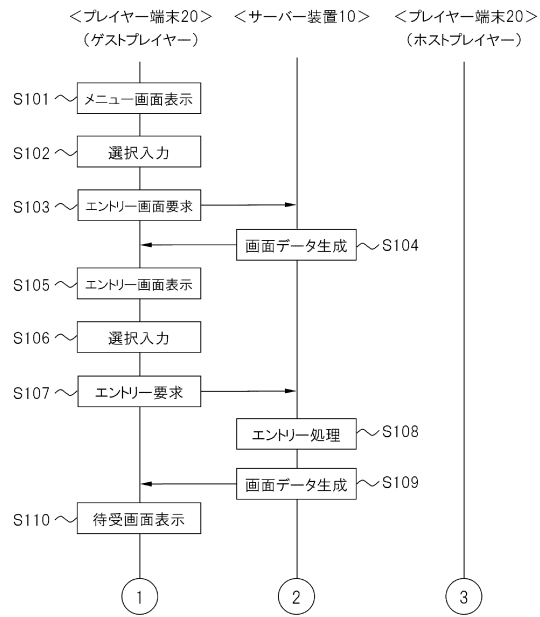 <プレイヤー端末20> <サーバー装置10> <プレイヤー端末20>
(ゲストプレイヤー) (ホストプレイヤー)
S101 メニュー画面表示
S102 選択入力
S103 エントリー画面要求
画面データ生成 S104
S105 エントリー画面表示
S106 選択入力
S107 エントリー要求
エントリー処理 S108
画面データ生成 S109
S110 待受画面表示
1 2 3